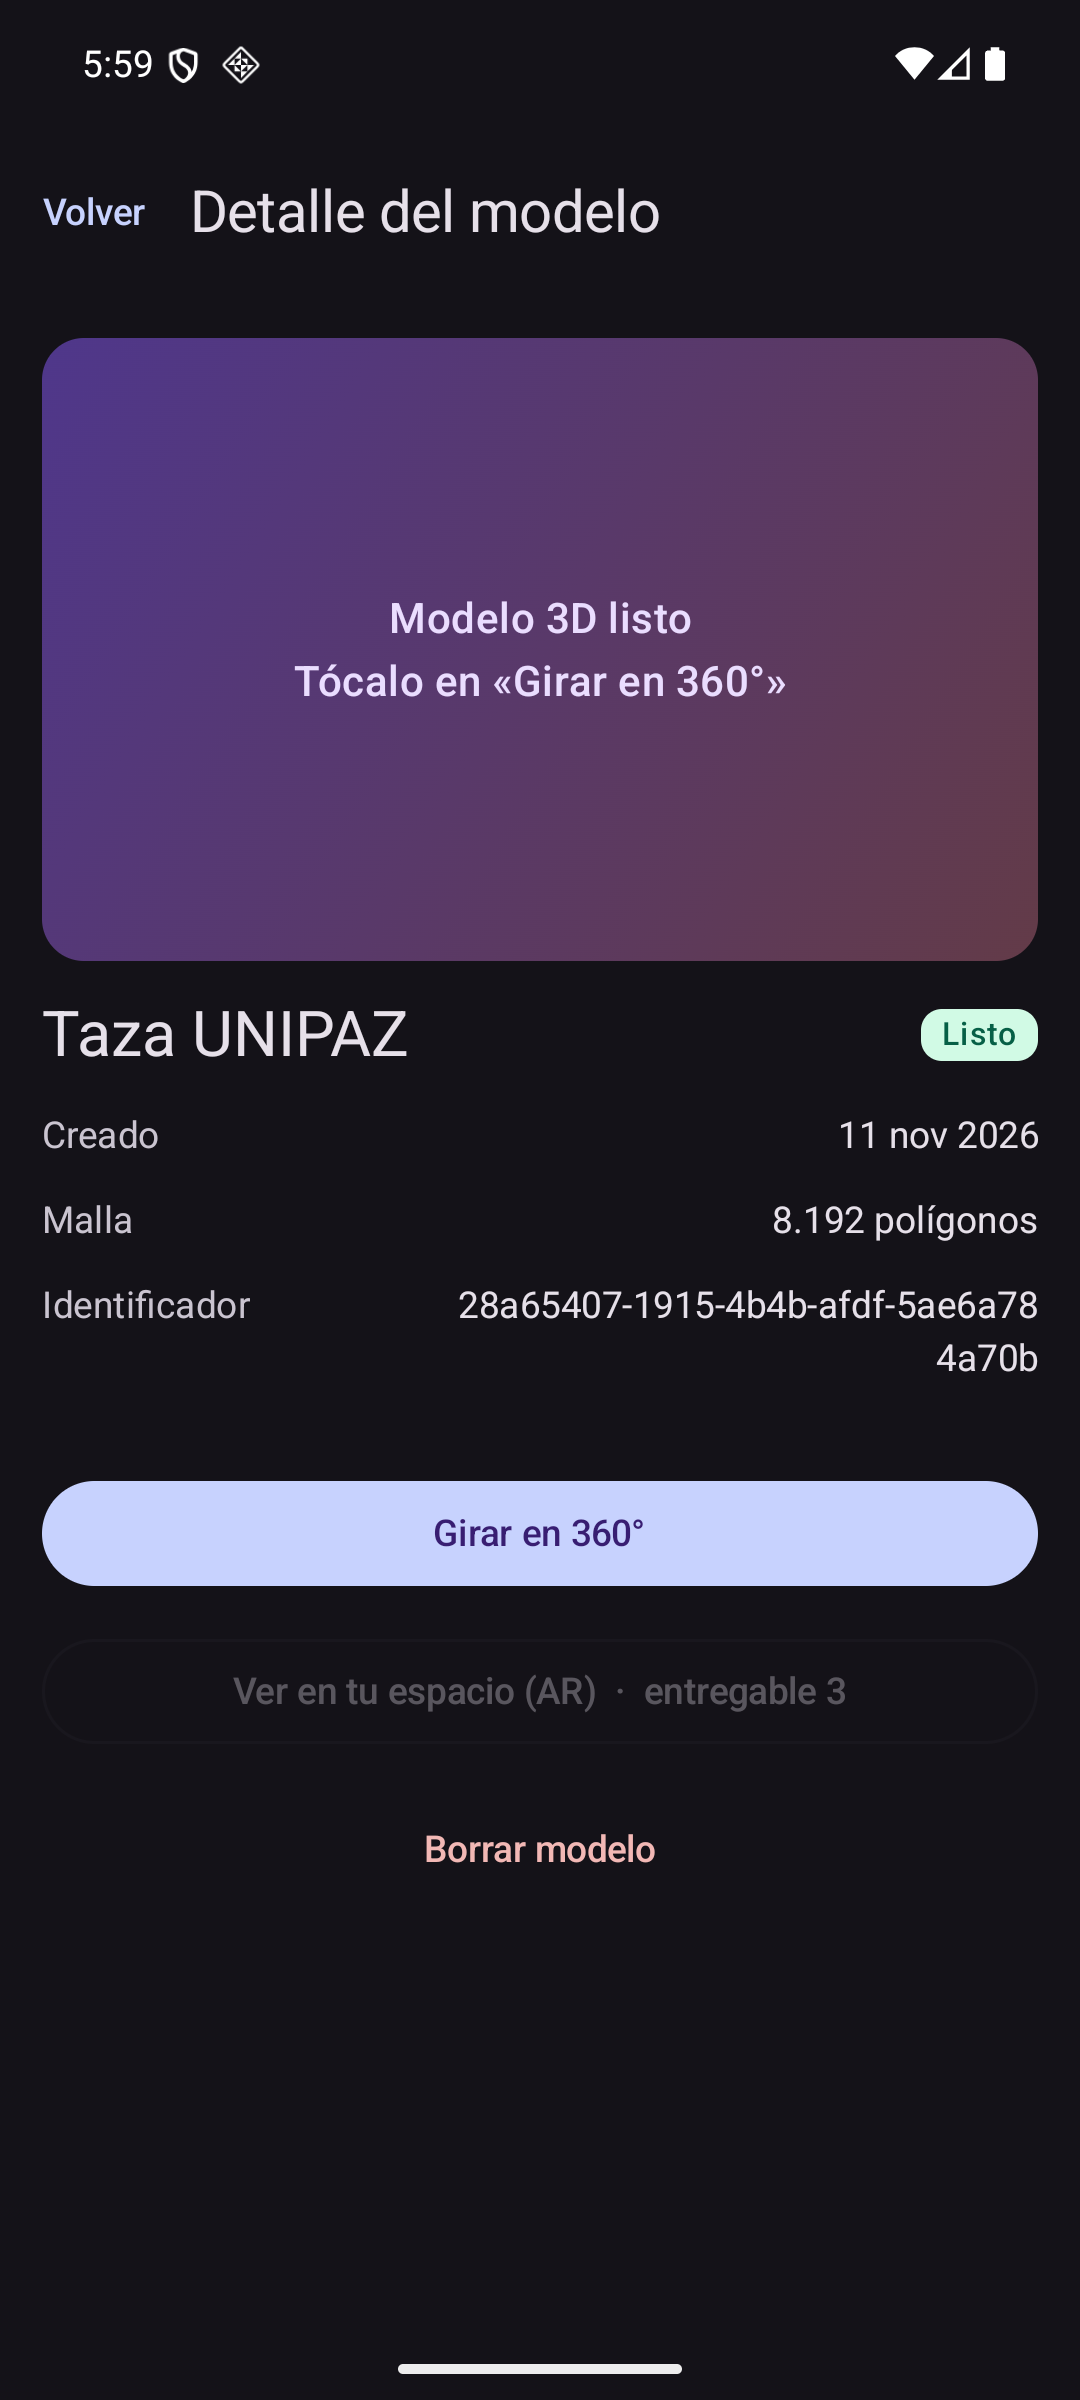 5:59
Volver
Detalle del modelo
Modelo 3D listo
Tócalo en «Girar en 360°»
Taza UNIPAZ
Listo
Creado
11 nov 2026
Malla
8.192 polígonos
Identificador
28a65407-1915-4b4b-afdf-5ae6a78
4a70b
Girar en 360°
Ver en tu espacio (AR) · entregable 3
Borrar modelo